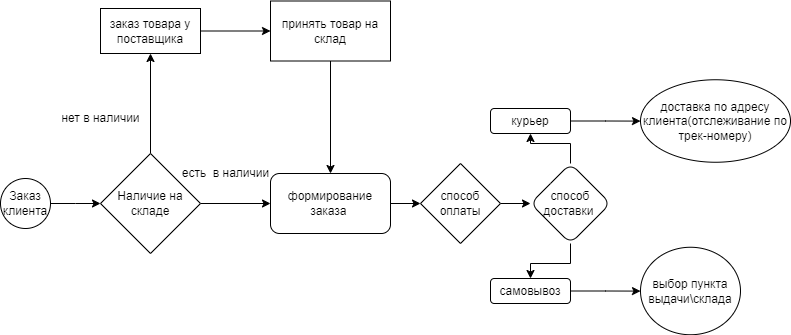 заказ товара у
поставщика
принять товар на
склад
нет в наличии
есть  в наличии
Заказ
клиента
Наличие на
складе
формирование
заказа
способ
оплаты
способ
доставки
курьер
доставка по адресу
клиента(отслеживание по
трек-номеру)
самовывоз
выбор пункта
выдачи\склада